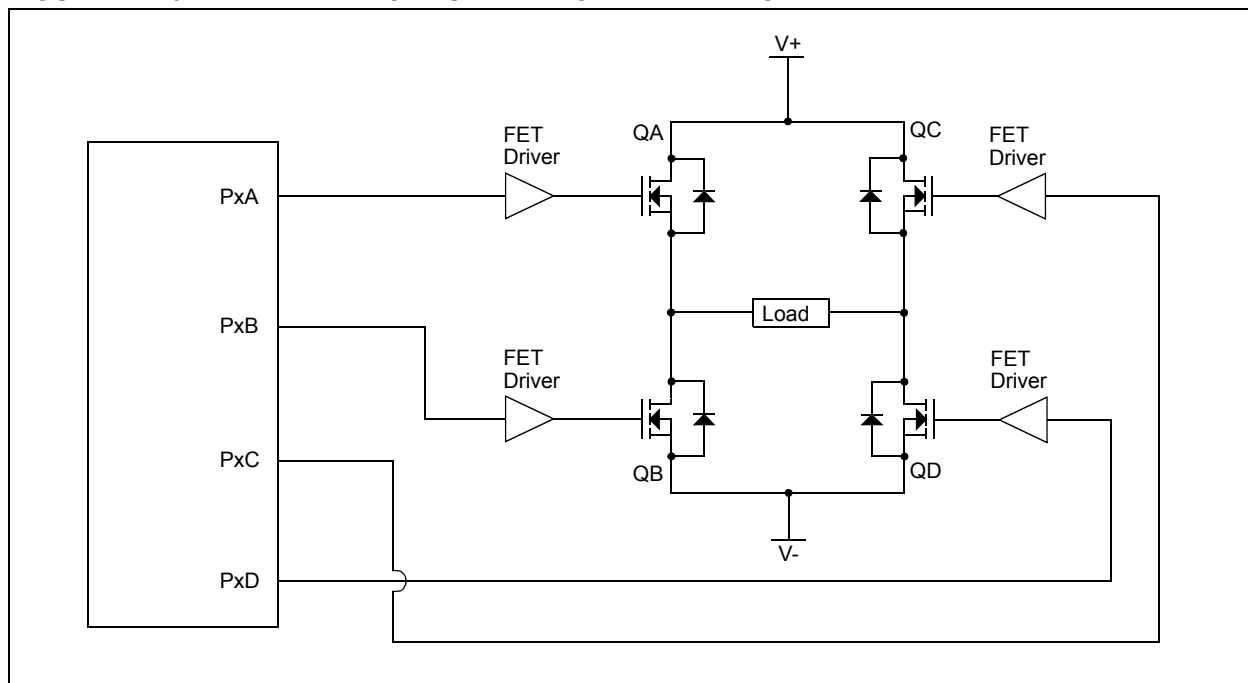 V+
QA
QC
FET
Driver
FET
Driver
PxA
PxB
Load
FET
Driver
FET
Driver
PxC
QB
QD
V-
PxD